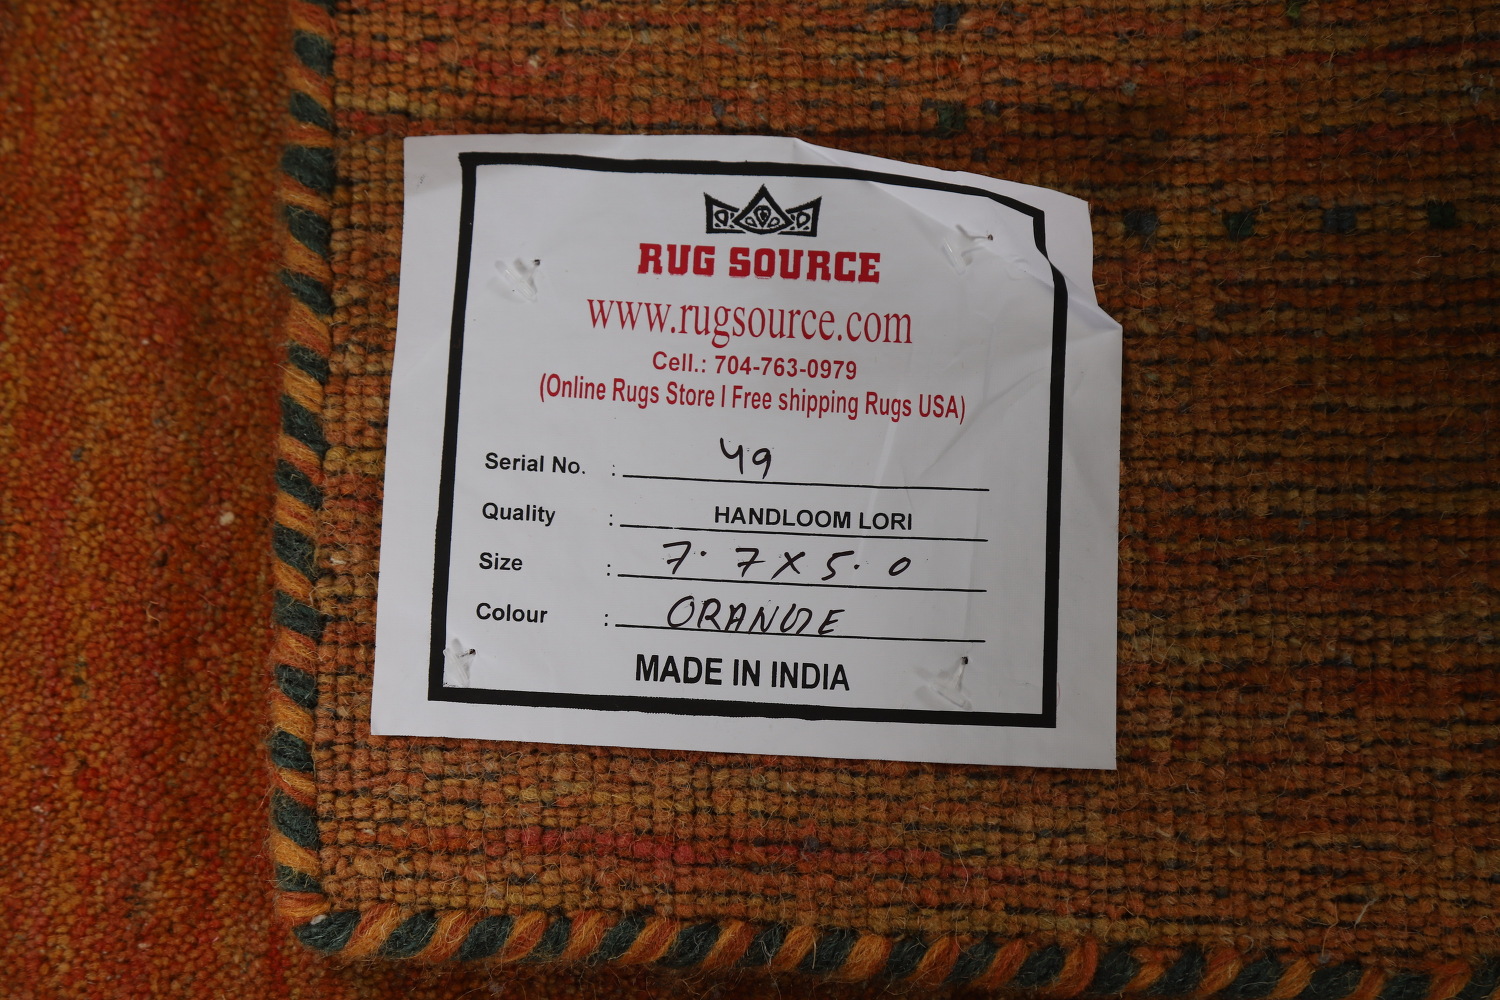 RUG SOURCE
www.rugsource.com
Cell.: 704-763-0979
(Online Rugs Store I Free shipping Rugs USA)
Serial No. : 49
Quality : HANDLOOM LORI
Size : 7.7X5.0
Colour : ORANGE
MADE IN INDIA